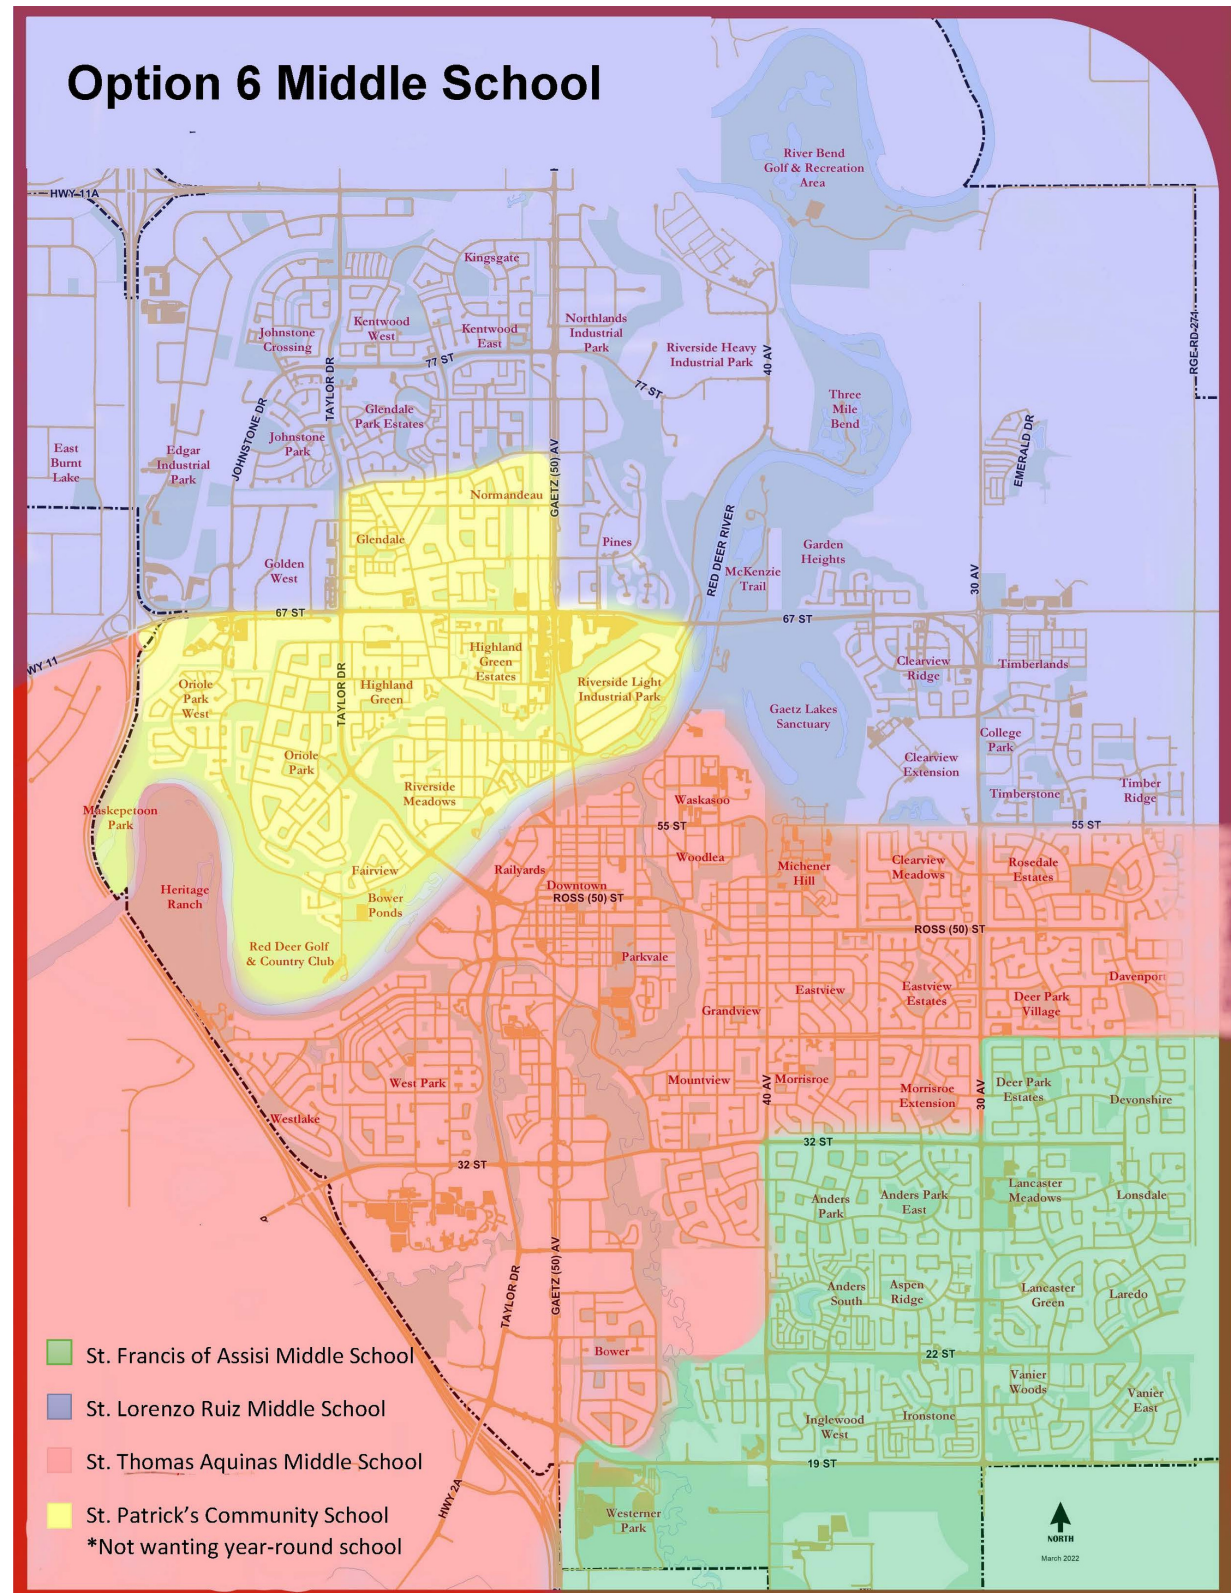 Option 6 Middle School
River Bend
Golf & Recreation
Area
HWY 11A
Kingsgate
Johnstone
Crossing
Kentwood
West
Kentwood
East
Northlands
Industrial
Park
Riverside Heavy
Industrial Park
40 AV
RGE-RD-274
77 ST
77 ST
TAYLOR DR
Glendale
Park Estates
Three
Mile
Bend
JOHNSTONE DR
Johnstone
Park
East
Burnt
Lake
Edgar
Industrial
Park
GAETZ (50) AV
EMERALD DR
Normandeau
Glendale
Pines
RED DEER RIVER
Garden
Heights
Golden
West
McKenzie
Trail
30 AV
67 ST
67 ST
WY 11
Highland
Green
Estates
Clearview
Ridge
Timberlands
Oriole
Park
West
TAYLOR DR
Highland
Green
Riverside Light
Industrial Park
Gaetz Lakes
Sanctuary
College
Park
Oriole
Park
Clearview
Extension
Riverside
Meadows
Timberstone
Timber
Ridge
Maskepetoon
Park
Waskasoo
55 ST
55 ST
Woodlea
Michener
Hill
Clearview
Meadows
Rosedale
Estates
Fairview
Railyards
Heritage
Ranch
Downtown
ROSS (50) ST
Bower
Ponds
ROSS (50) ST
Red Deer Golf
& Country Club
Parkvale
Davenport
Eastview
Eastview
Estates
Deer Park
Village
Grandview
West Park
Mountview
40 AV
Morrisroe
Morrisroe
Extension
30 AV
Deer Park
Estates
Devonshire
Westlake
32 ST
32 ST
Anders
Park
Anders Park
East
Lancaster
Meadows
Lonsdale
TAYLOR DR
GAETZ (50) AV
Anders
South
Aspen
Ridge
Lancaster
Green
Laredo
Bower
22 ST
Vanier
Woods
Vanier
East
Inglewood
West
Ironstone
19 ST
HWY 2A
Westerner
Park
St. Francis of Assisi Middle School
St. Lorenzo Ruiz Middle School
St. Thomas Aquinas Middle School
St. Patrick's Community School
*Not wanting year-round school
NORTH
March 2022